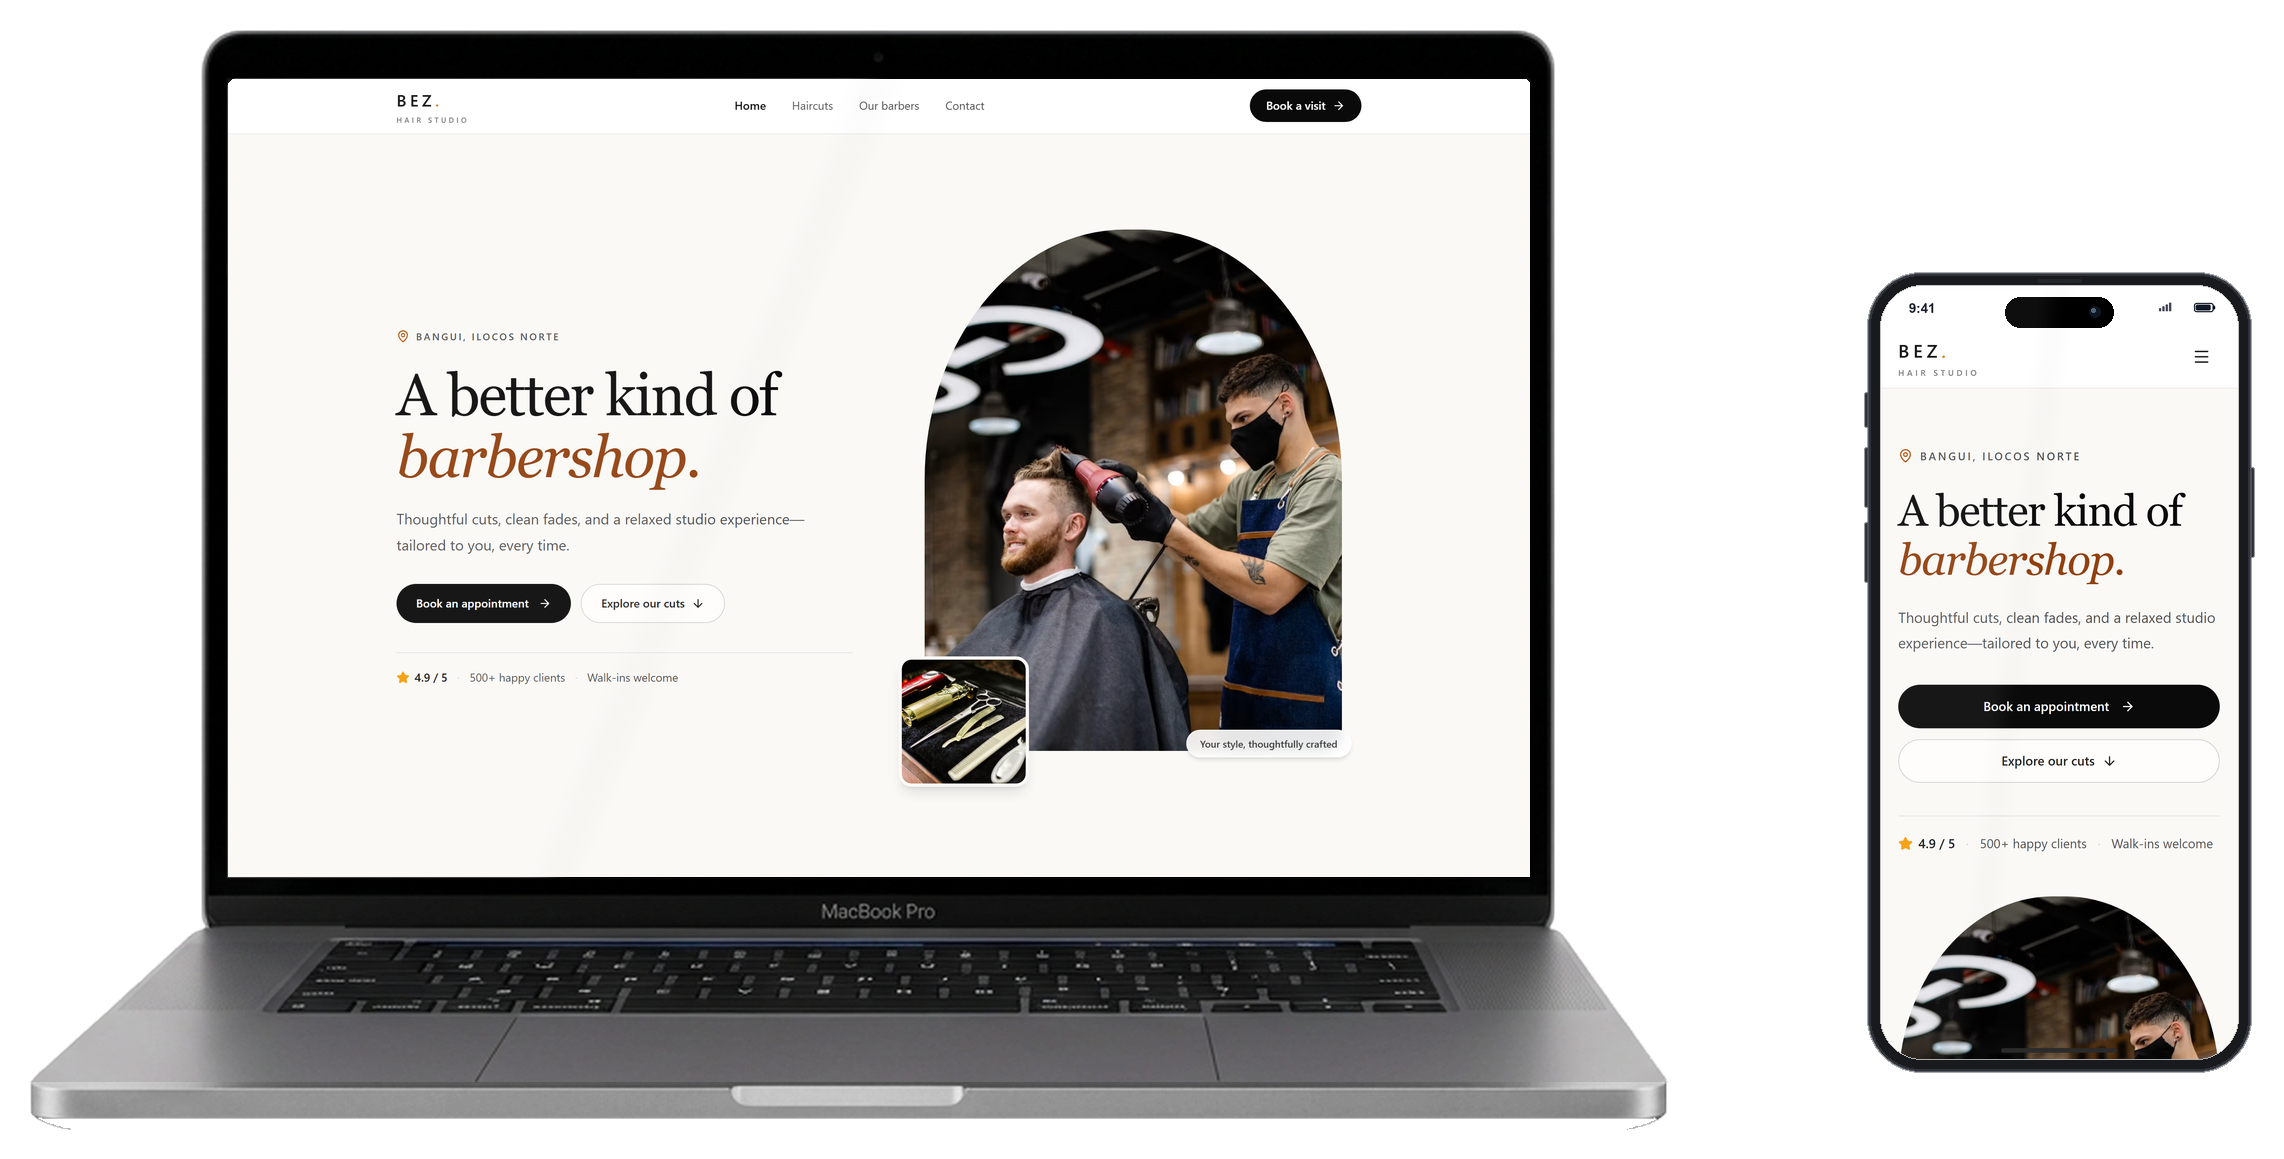 BEZ.
HAIR STUDIO
Home
Haircuts
Our barbers
Contact
Book a visit →
BANGUI, ILOCOS NORTE
A better kind of
barbershop.
Thoughtful cuts, clean fades, and a relaxed studio experience—
tailored to you, every time.
Book an appointment →
Explore our cuts ↓
4.9 / 5 · 500+ happy clients · Walk-ins welcome
Your style, thoughtfully crafted
MacBook Pro
9:41
BEZ.
HAIR STUDIO
BANGUI, ILOCOS NORTE
A better kind of
barbershop.
Thoughtful cuts, clean fades, and a relaxed studio
experience—tailored to you, every time.
Book an appointment →
Explore our cuts ↓
4.9 / 5 · 500+ happy clients · Walk-ins welcome